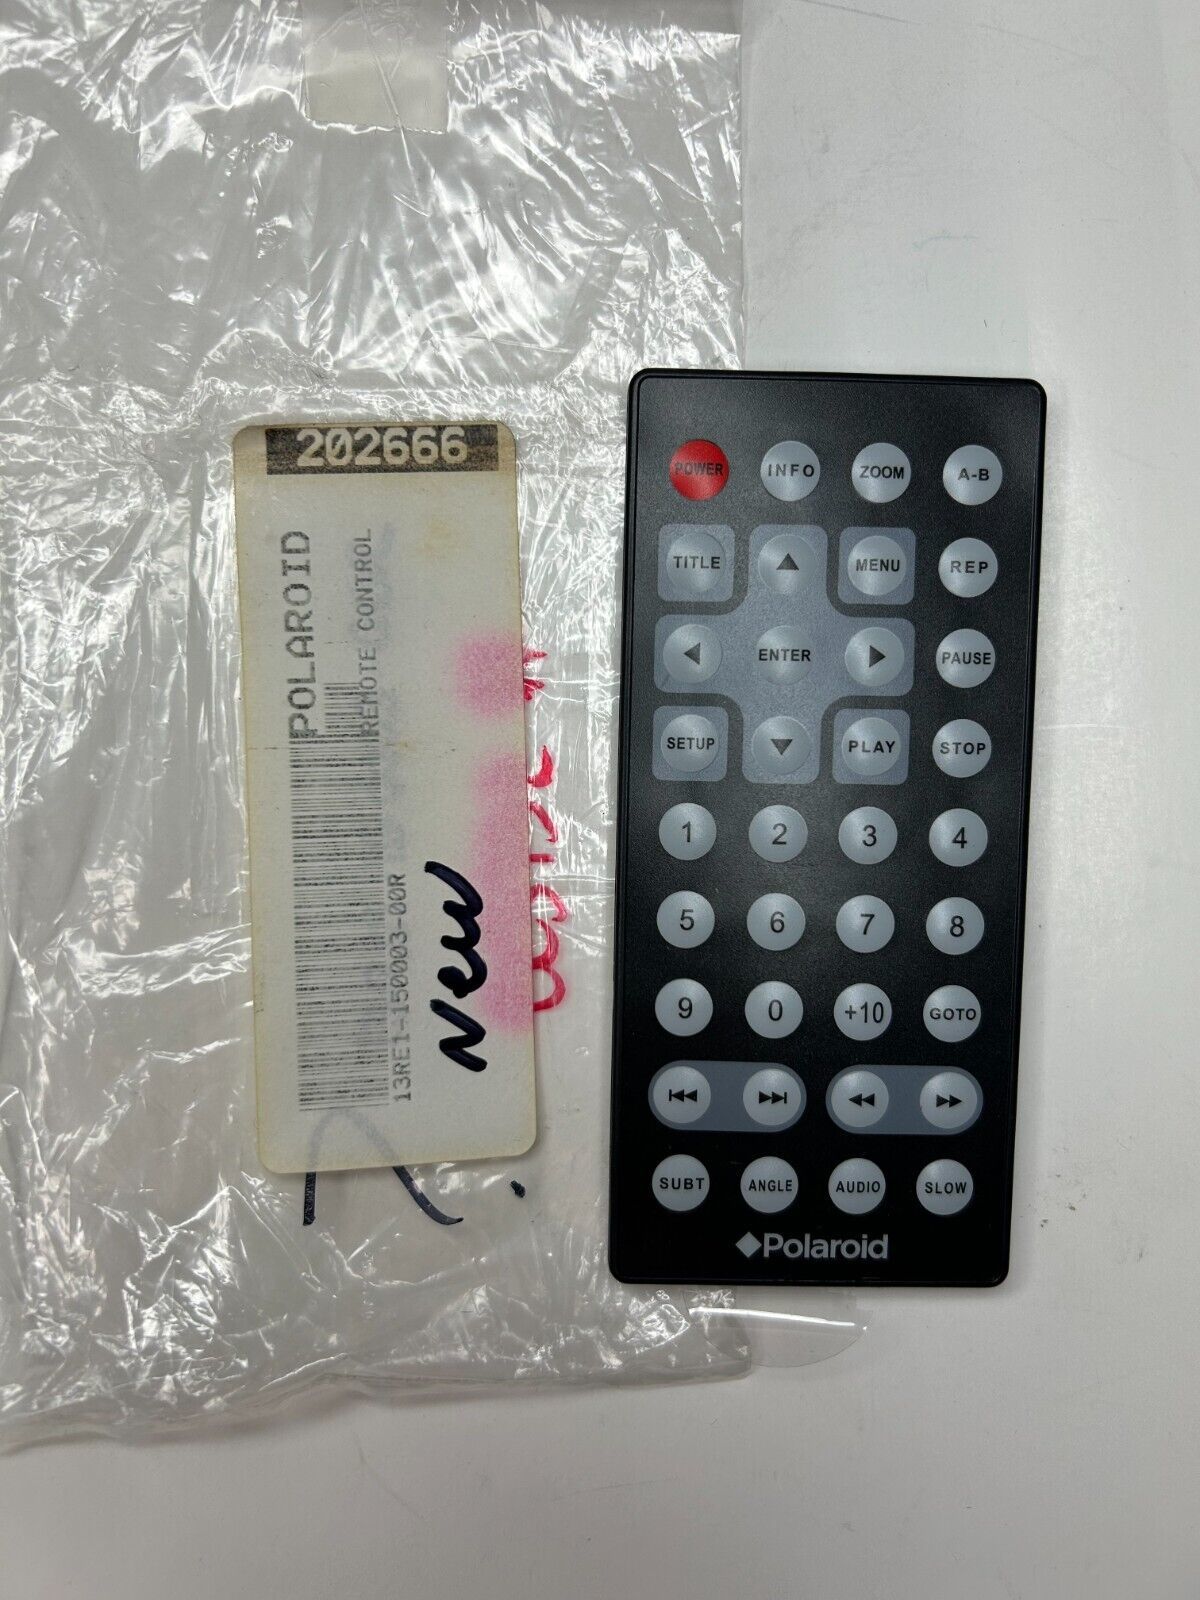 202666
POLAROID
REMOTE CONTROL
13RE1-150003-00R
New
POWER INFO ZOOM A-B
TITLE ▲ MENU REP
◀ ENTER ▶ PAUSE
SETUP ▼ PLAY STOP
1 2 3 4
5 6 7 8
9 0 +10 GOTO
SUBT ANGLE AUDIO SLOW
Polaroid